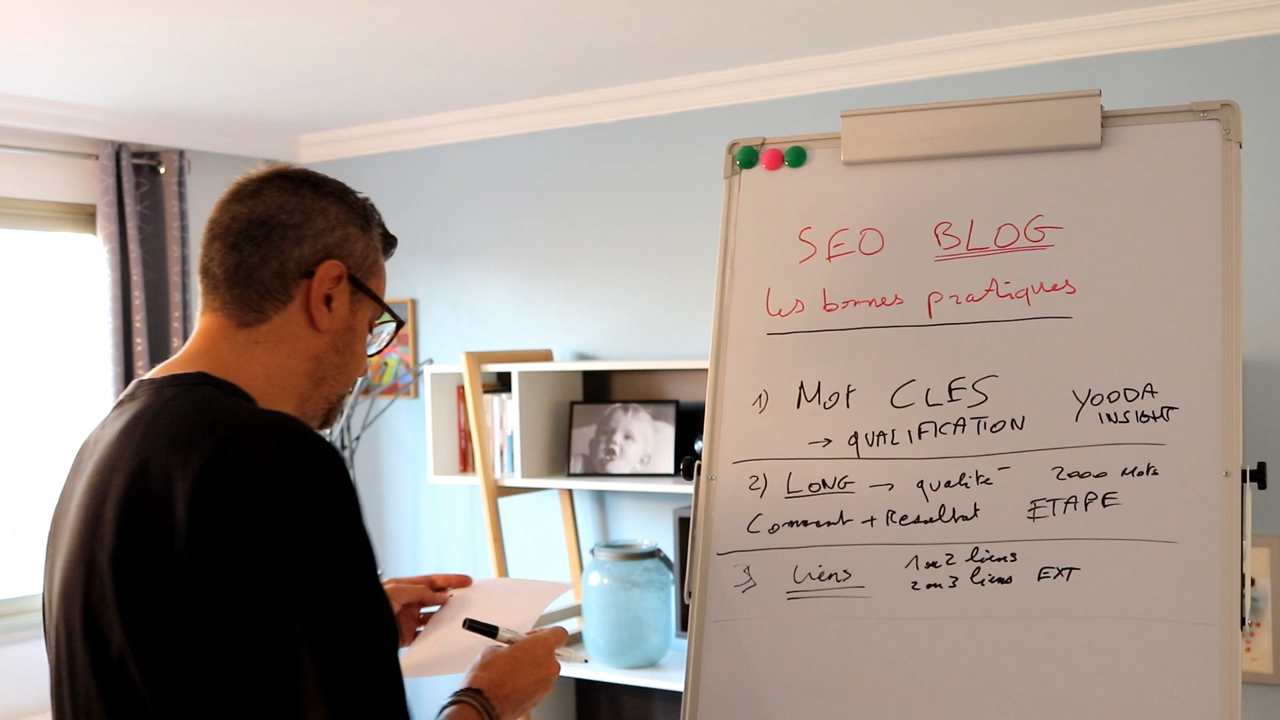 SEO BLOG
les bonnes pratiques
1) Mot CLES YOODA
→ QUALIFICATION INSIGHT
2) LONG → qualité 2000 Mots
Comment + Resultat ETAPE
3) Liens 1 ou 2 liens
2 ou 3 liens EXT